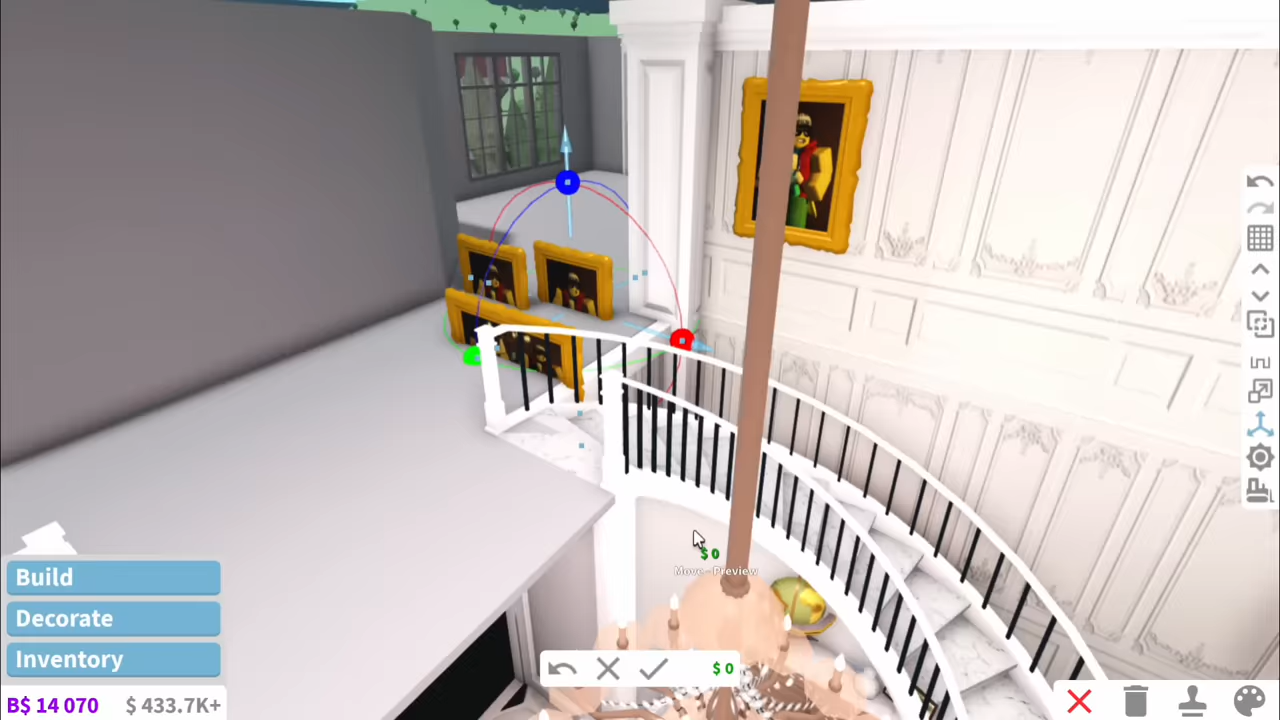 $ 0
Move - Preview
Build
Decorate
Inventory
B$ 14 070 $ 433.7K+
$ 0